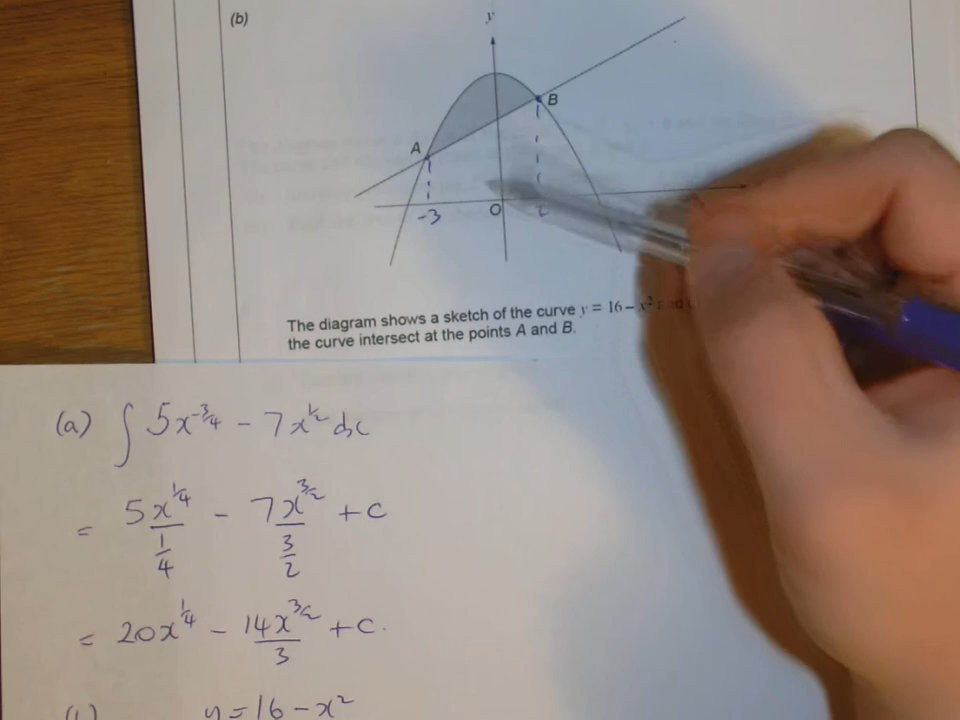 (b)
y
B
A
-3
O
2
The diagram shows a sketch of the curve y = 16 – x²
the curve intersect at the points A and B.
(a) ∫ 5x^{-3/4} - 7x^{1/2} dx
= 5x^{1/4}/(1/4) - 7x^{3/2}/(3/2) + c
= 20x^{1/4} - 14x^{3/2}/3 + c.
y = 16 - x²